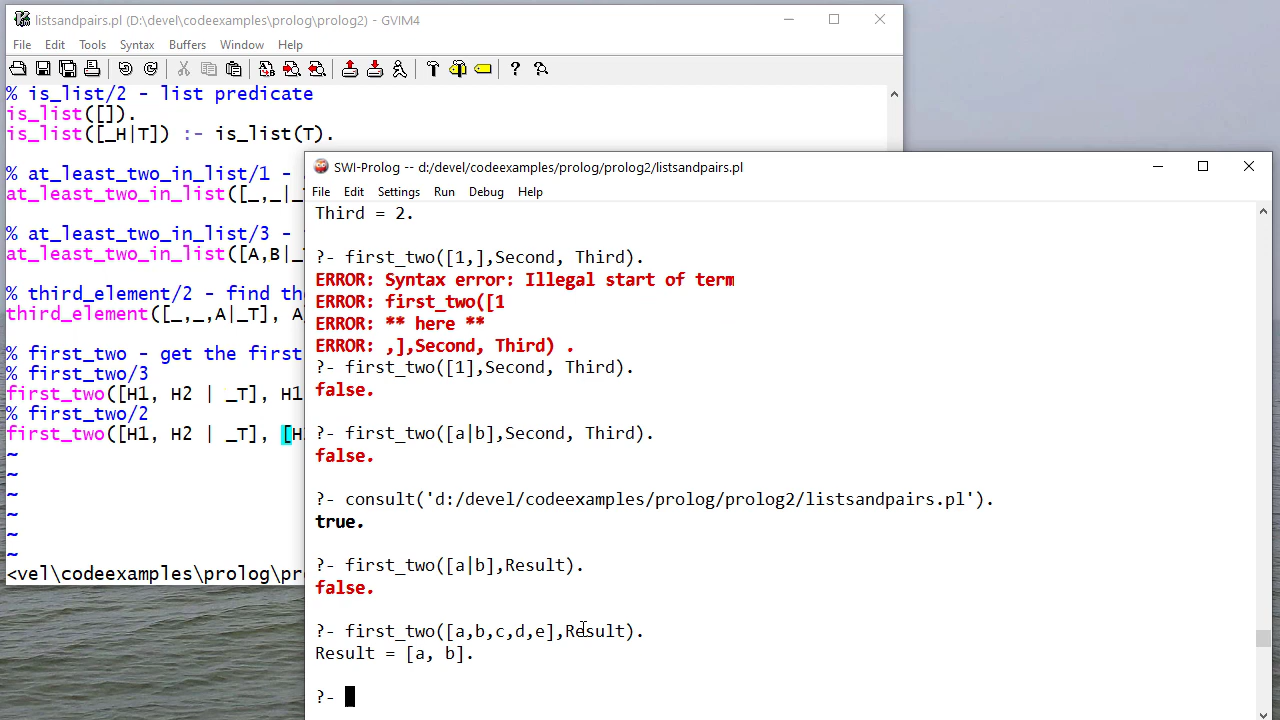 listsandpairs.pl (D:\devel\codeexamples\prolog\prolog2) - GVIM4
File Edit Tools Syntax Buffers Window Help
% is_list/2 - list predicate
is_list([]).
is_list([_H|T]) :- is_list(T).
% at_least_two_in_list/1 -
at_least_two_in_list([_,_|_
% at_least_two_in_list/3 -
at_least_two_in_list([A,B|_
% third_element/2 - find the
third_element([_,_,A|_T], A
% first_two - get the first
% first_two/3
first_two([H1, H2 | _T], H1
% first_two/2
first_two([H1, H2 | _T], [H
~
~
~
~
~
~
<vel\codeexamples\prolog\pr
SWI-Prolog -- d:/devel/codeexamples/prolog/prolog2/listsandpairs.pl
File Edit Settings Run Debug Help
Third = 2.
?- first_two([1,],Second, Third).
ERROR: Syntax error: Illegal start of term
ERROR: first_two([1
ERROR: ** here **
ERROR: ,],Second, Third) .
?- first_two([1],Second, Third).
false.
?- first_two([a|b],Second, Third).
false.
?- consult('d:/devel/codeexamples/prolog/prolog2/listsandpairs.pl').
true.
?- first_two([a|b],Result).
false.
?- first_two([a,b,c,d,e],Result).
Result = [a, b].
?-